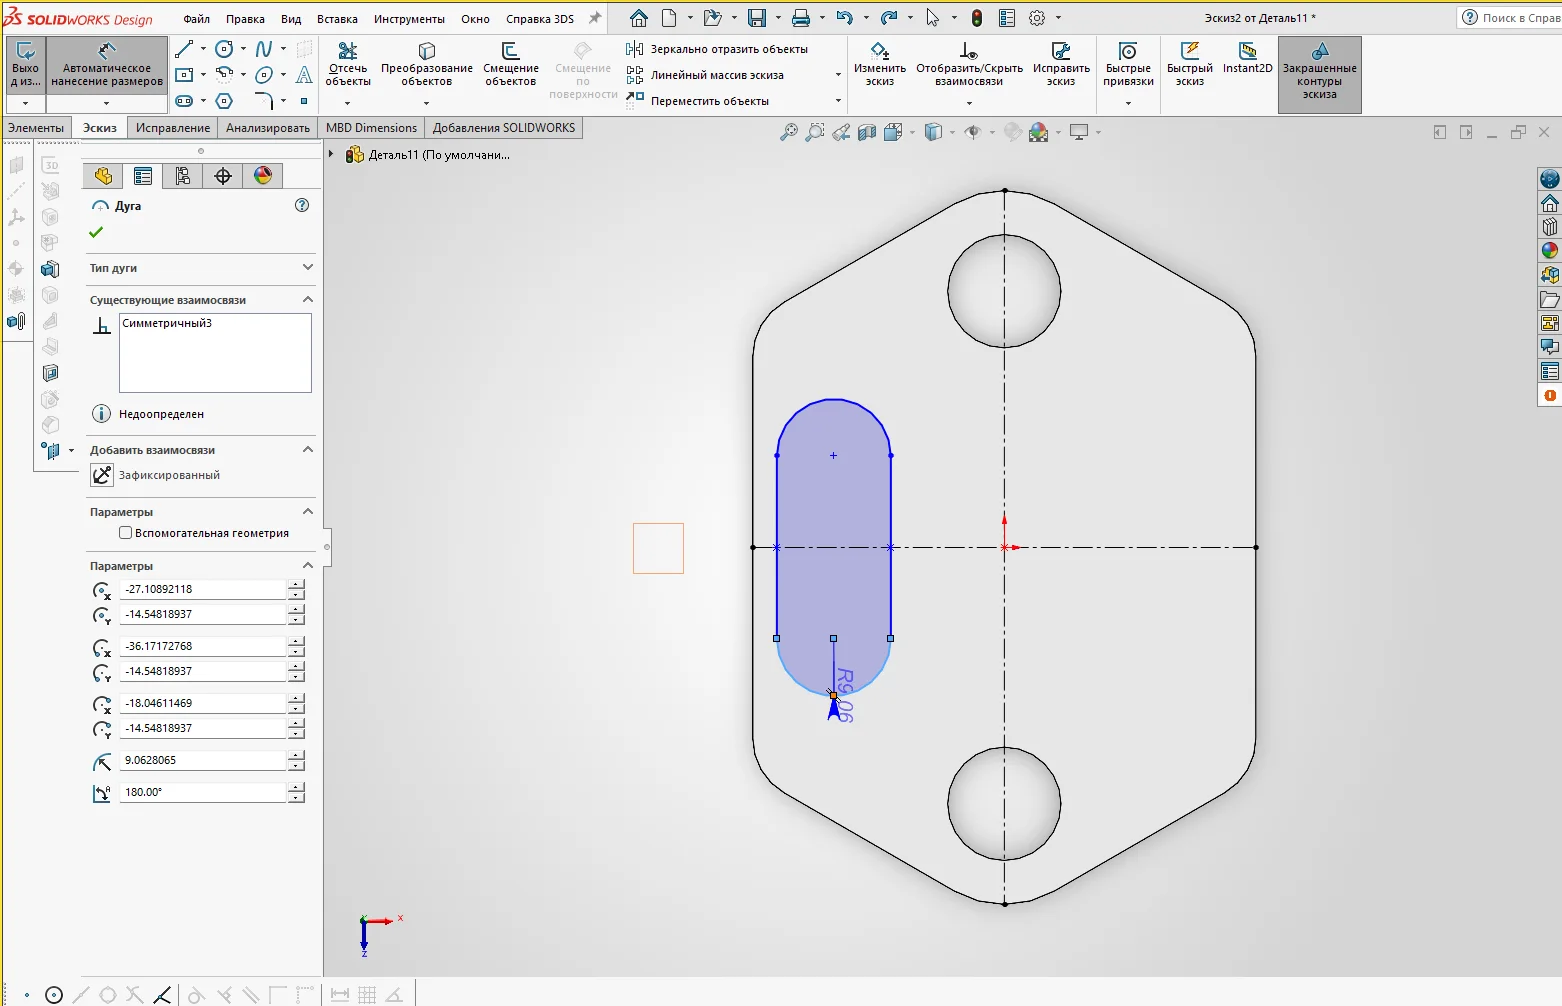 SOLIDWORKS Design
Файл Правка Вид Вставка Инструменты Окно Справка 3DS
Эскиз2 от Деталь11 *
Поиск в Справ
Выхо
д из...
Автоматическое
нанесение размеров
Отсечь
объекты
Преобразование
объектов
Смещение
объектов
Смещение
по
поверхности
Зеркально отразить объекты
Линейный массив эскиза
Переместить объекты
Изменить
эскиз
Отобразить/Скрыть
взаимосвязи
Исправить
эскиз
Быстрые
привязки
Быстрый
эскиз
Instant2D
Закрашенные
контуры
эскиза
Элементы Эскиз Исправление Анализировать MBD Dimensions Добавления SOLIDWORKS
Деталь11 (По умолчани...
Дуга
Тип дуги
Существующие взаимосвязи
Симметричный3
Недоопределен
Добавить взаимосвязи
Зафиксированный
Параметры
Вспомогательная геометрия
Параметры
-27.10892118
-14.54818937
-36.17172768
-14.54818937
-18.04611469
-14.54818937
9.0628065
180.00°
R9.06
X
Z